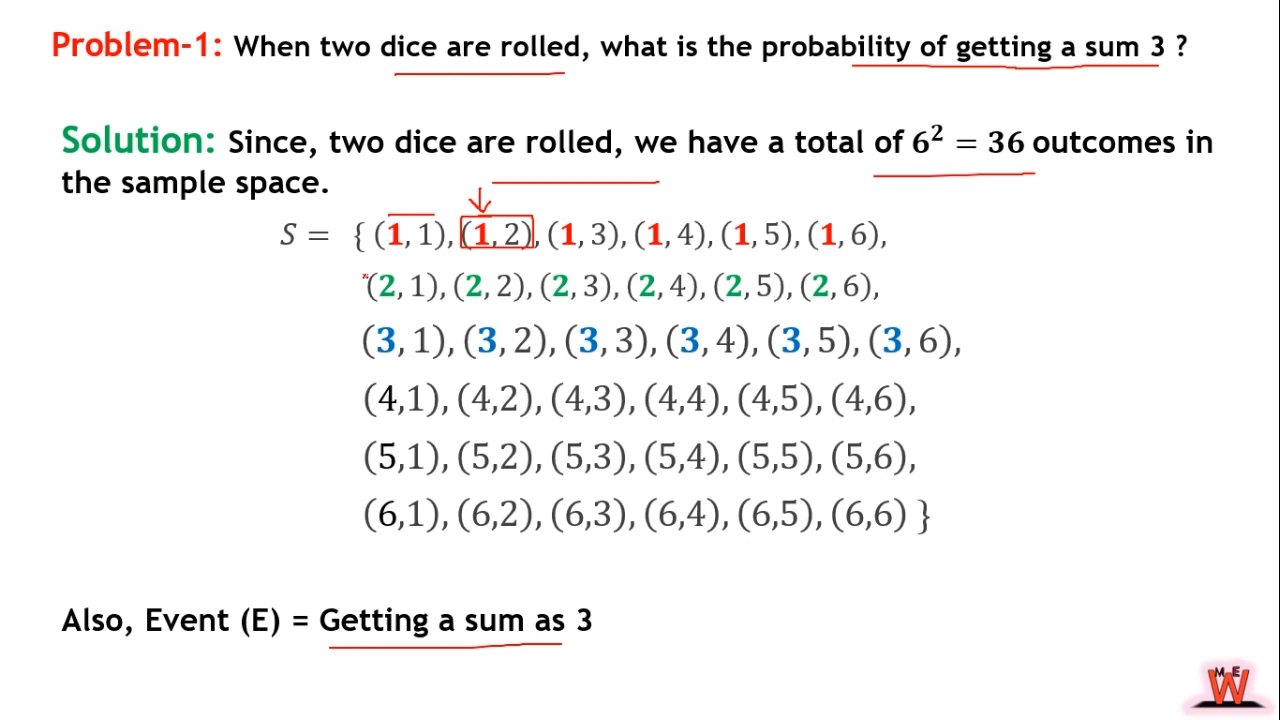 Problem-1: When two dice are rolled, what is the probability of getting a sum 3 ?
Solution: Since, two dice are rolled, we have a total of 6² = 36 outcomes in
the sample space.
S = { (1, 1), (1, 2), (1, 3), (1, 4), (1, 5), (1, 6),
(2, 1), (2, 2), (2, 3), (2, 4), (2, 5), (2, 6),
(3, 1), (3, 2), (3, 3), (3, 4), (3, 5), (3, 6),
(4,1), (4,2), (4,3), (4,4), (4,5), (4,6),
(5,1), (5,2), (5,3), (5,4), (5,5), (5,6),
(6,1), (6,2), (6,3), (6,4), (6,5), (6,6) }
Also, Event (E) = Getting a sum as 3
M E
W